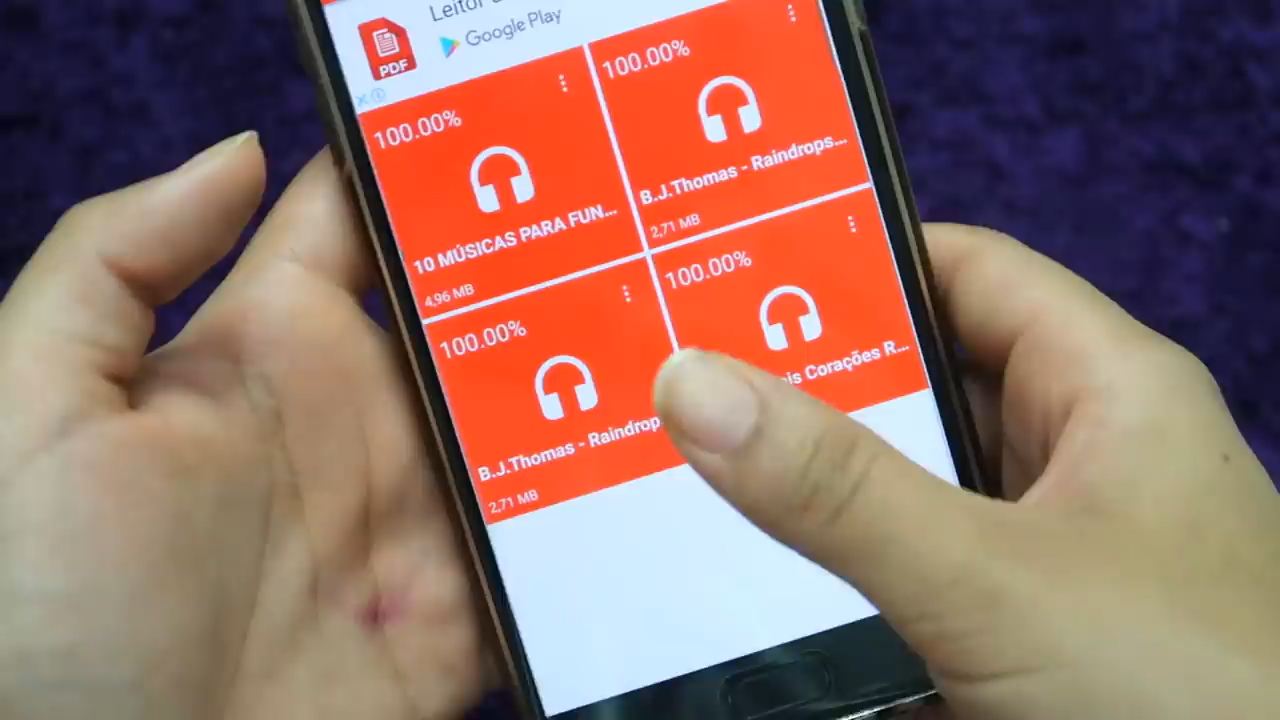 Leitor
Google Play
PDF
100.00%
10 MÚSICAS PARA FUN...
4,96 MB
100.00%
B.J.Thomas - Raindrops...
2,71 MB
100.00%
B.J.Thomas - Raindrop
2,71 MB
100.00%
Corações R...